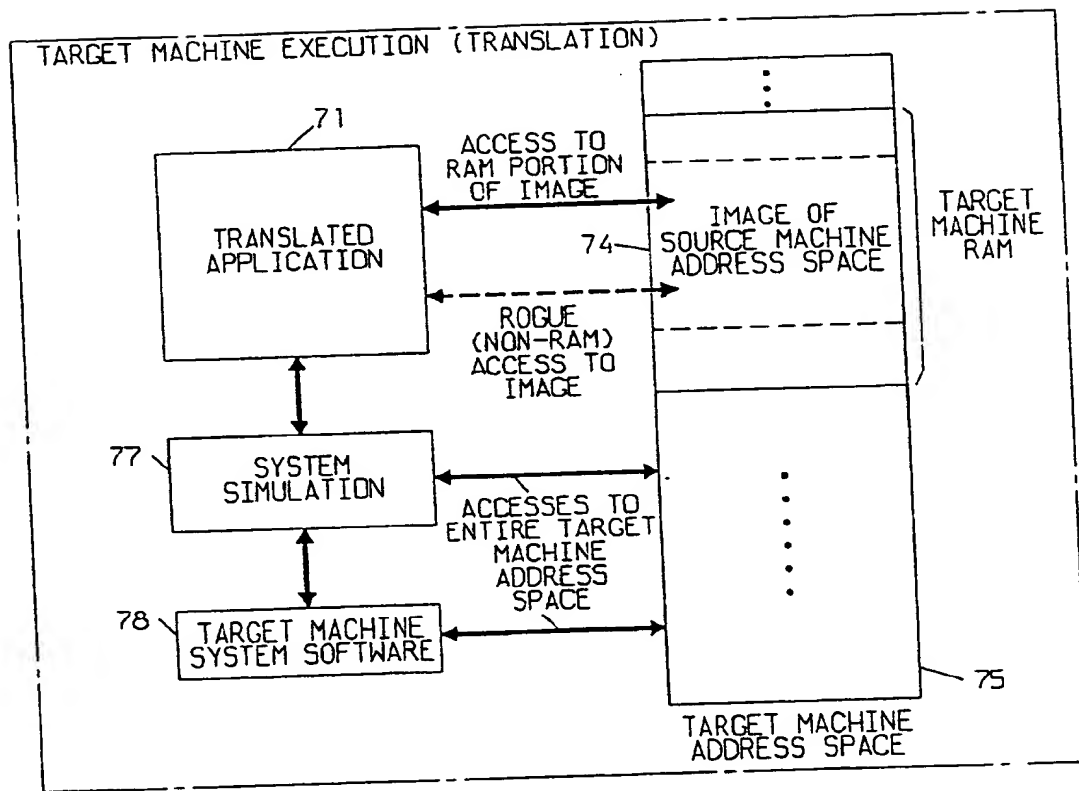 TARGET MACHINE EXECUTION (TRANSLATION)
71
ACCESS TO
RAM PORTION
OF IMAGE
TRANSLATED
APPLICATION
74
IMAGE OF
SOURCE MACHINE
ADDRESS SPACE
TARGET
MACHINE
RAM
ROGUE
(NON-RAM)
ACCESS TO
IMAGE
77
SYSTEM
SIMULATION
ACCESSES TO
ENTIRE TARGET
MACHINE
ADDRESS
SPACE
78
TARGET MACHINE
SYSTEM SOFTWARE
75
TARGET MACHINE
ADDRESS SPACE